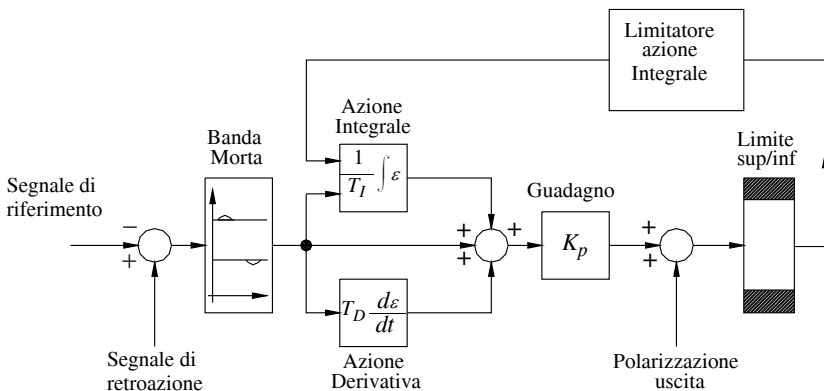 Limitatore
azione
Integrale
Azione
Integrale
Banda
Morta
Limite
sup/inf
1
T_I ∫ ε
Segnale di
riferimento
Guadagno
−
+
+
+
+
K_p
+
+
T_D dε
dt
Segnale di
retroazione
Azione
Derivativa
Polarizzazione
uscita